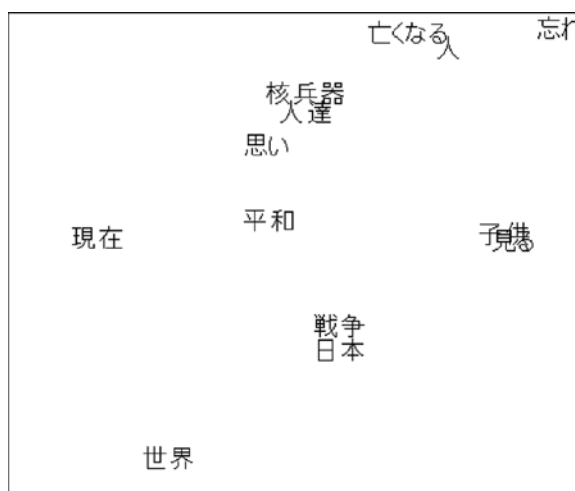 亡くなる
忘れ
人
核兵器
人達
思い
平和
現在
子供
見る
戦争
日本
世界